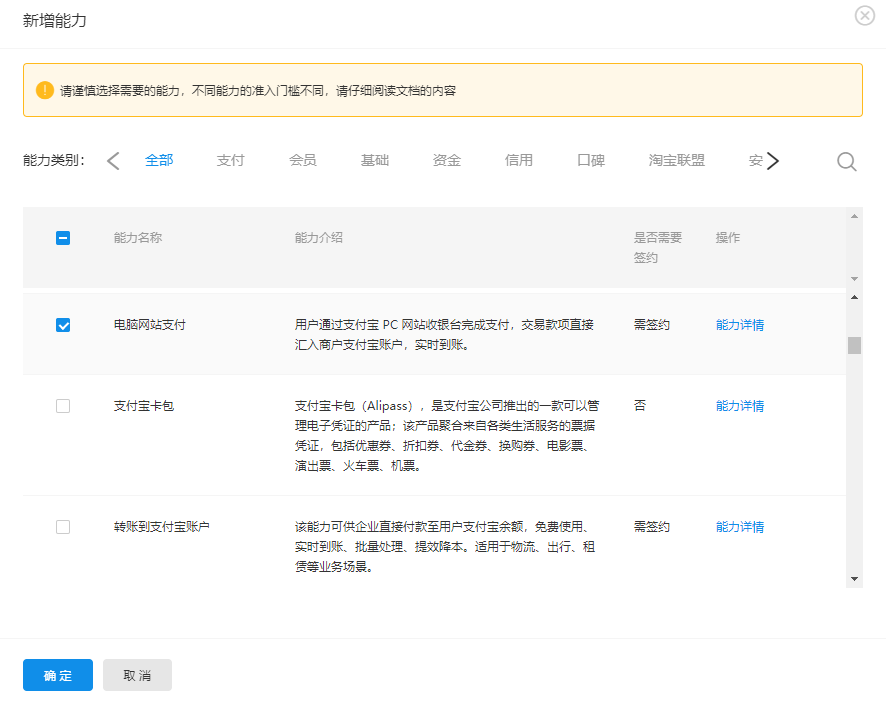 新增能力
请谨慎选择需要的能力，不同能力的准入门槛不同，请仔细阅读文档的内容
能力类别： 全部 支付 会员 基础 资金 信用 口碑 淘宝联盟 安
能力名称 能力介绍 是否需要 操作
签约
电脑网站支付 用户通过支付宝 PC 网站收银台完成支付，交易款项直接 需签约 能力详情
汇入商户支付宝账户，实时到账。
支付宝卡包 支付宝卡包（Alipass），是支付宝公司推出的一款可以管 否 能力详情
理电子凭证的产品；该产品聚合来自各类生活服务的票据
凭证，包括优惠券、折扣券、代金券、换购券、电影票、
演出票、火车票、机票。
转账到支付宝账户 该能力可供企业直接付款至用户支付宝余额，免费使用、 需签约 能力详情
实时到账、批量处理、提效降本。适用于物流、出行、租
赁等业务场景。
确定 取消